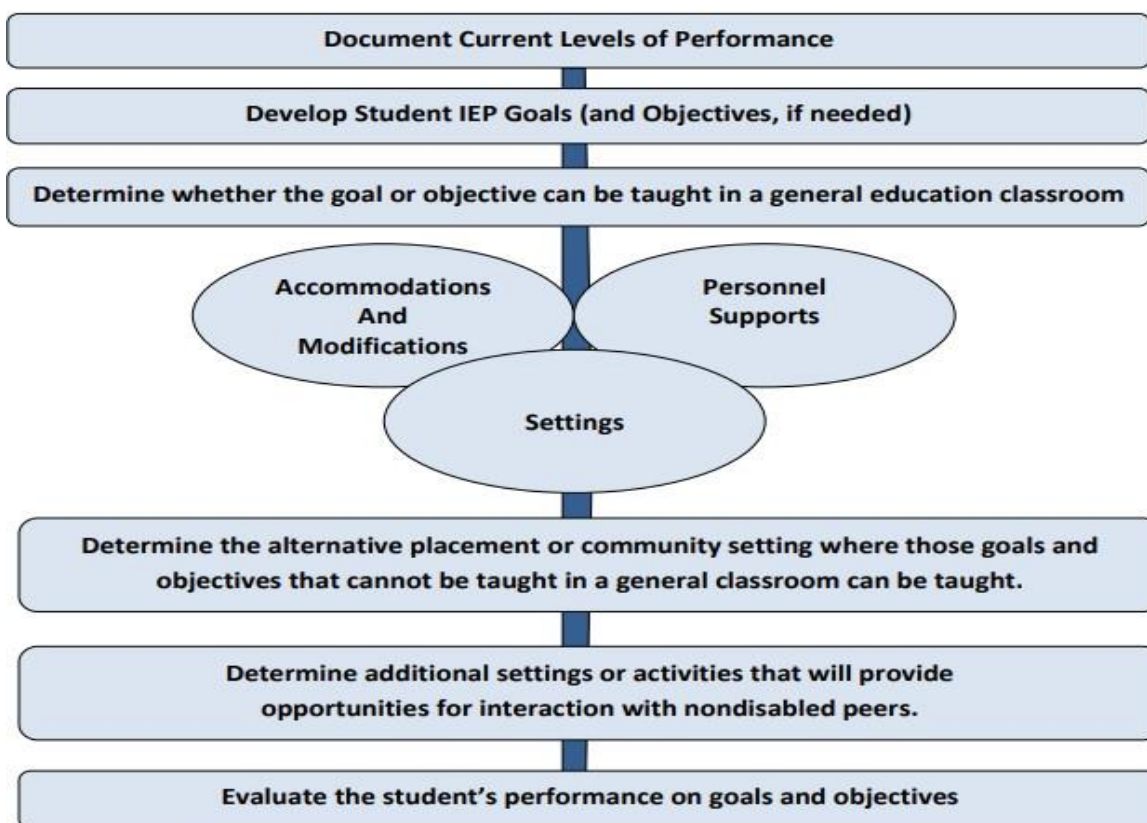 Document Current Levels of Performance
Develop Student IEP Goals (and Objectives, if needed)
Determine whether the goal or objective can be taught in a general education classroom
Accommodations
And
Modifications
Personnel
Supports
Settings
Determine the alternative placement or community setting where those goals and
objectives that cannot be taught in a general classroom can be taught.
Determine additional settings or activities that will provide
opportunities for interaction with nondisabled peers.
Evaluate the student’s performance on goals and objectives